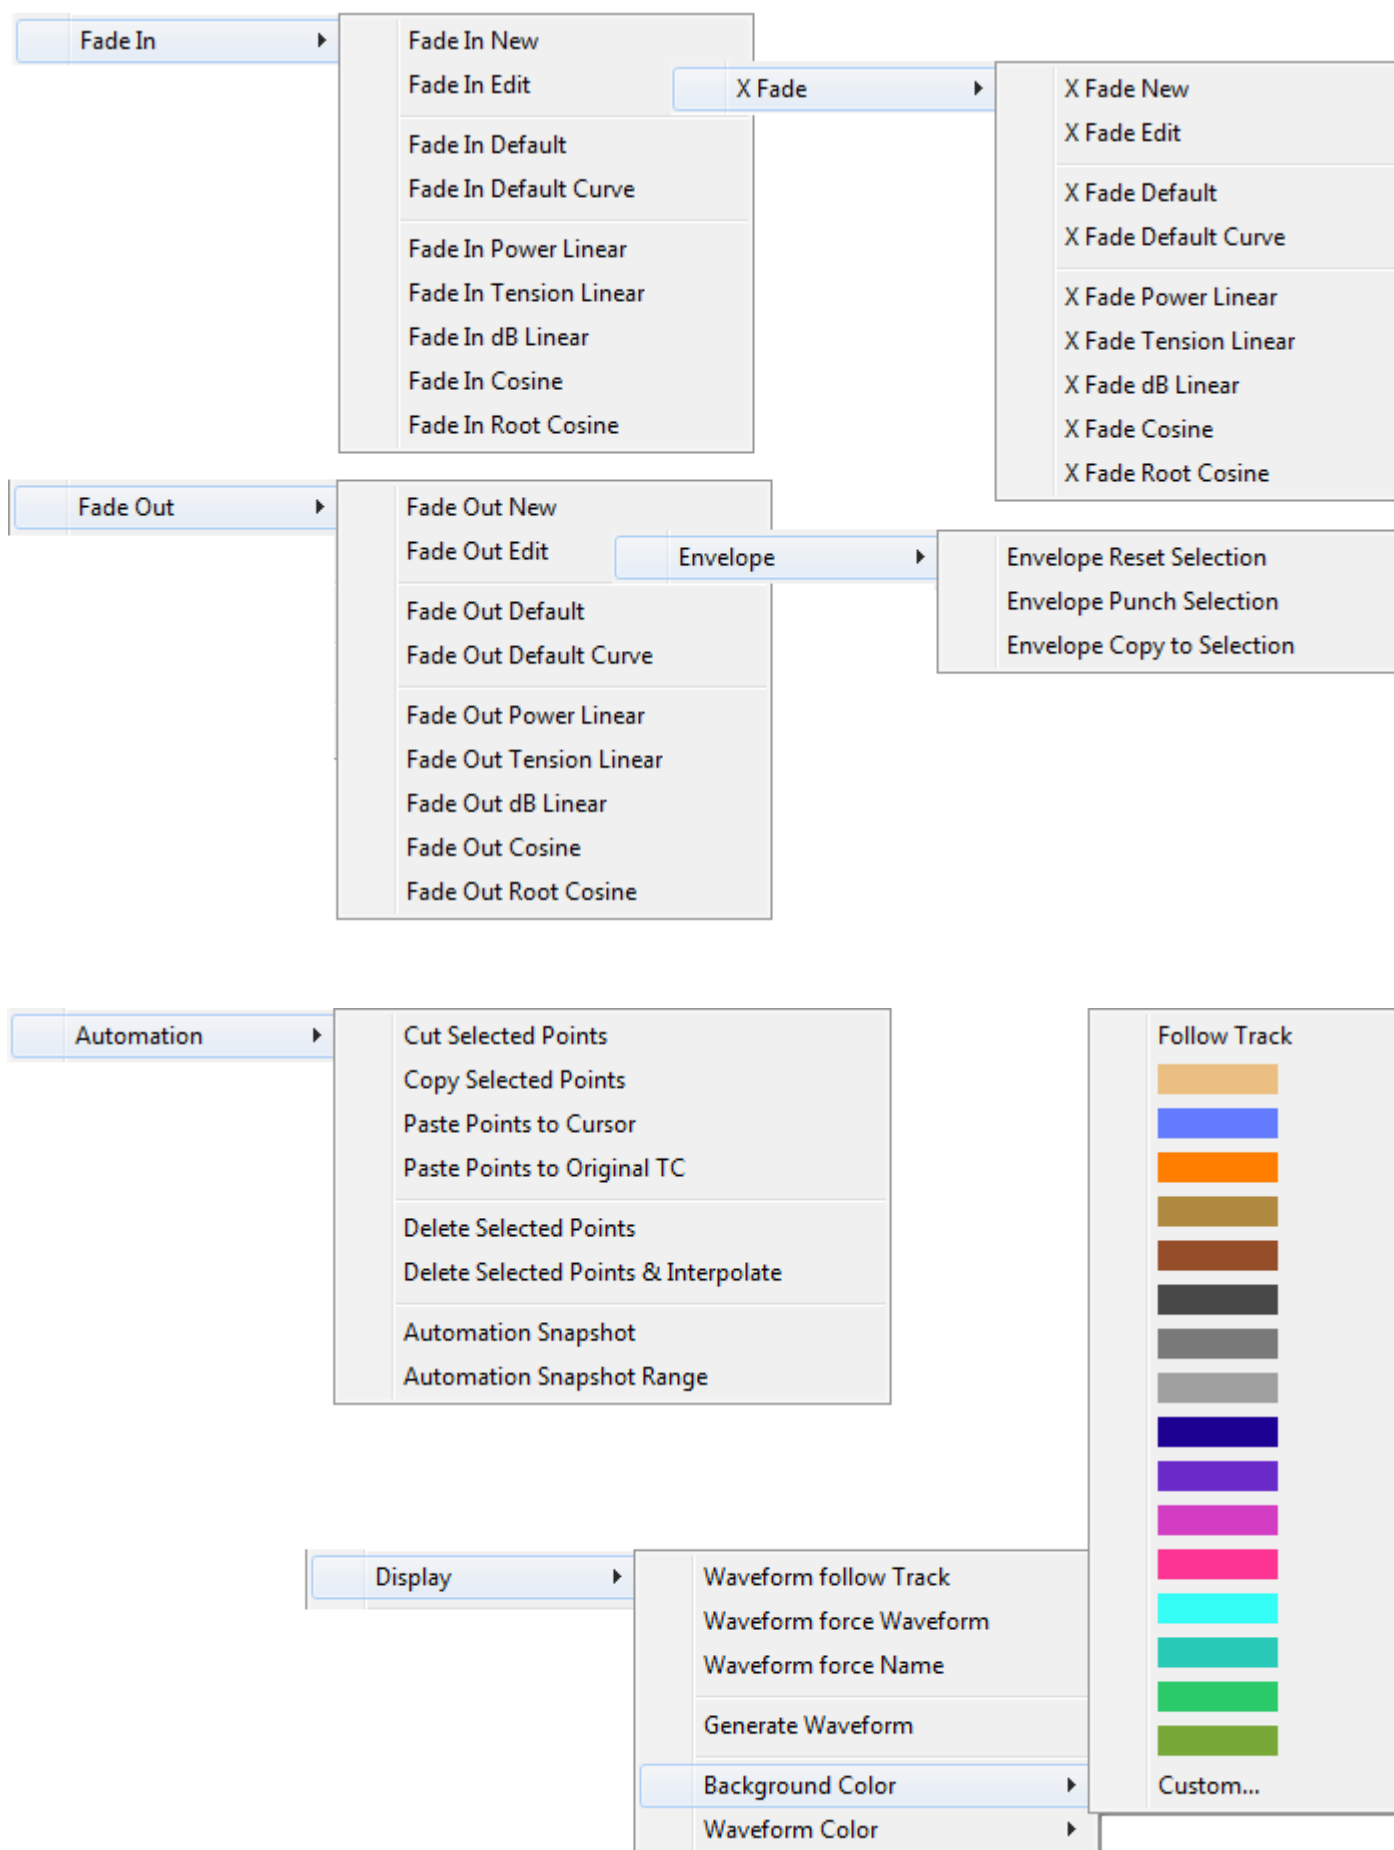 Fade In
Fade In New
Fade In Edit
Fade In Default
Fade In Default Curve
Fade In Power Linear
Fade In Tension Linear
Fade In dB Linear
Fade In Cosine
Fade In Root Cosine
X Fade
X Fade New
X Fade Edit
X Fade Default
X Fade Default Curve
X Fade Power Linear
X Fade Tension Linear
X Fade dB Linear
X Fade Cosine
X Fade Root Cosine
Fade Out
Fade Out New
Fade Out Edit
Fade Out Default
Fade Out Default Curve
Fade Out Power Linear
Fade Out Tension Linear
Fade Out dB Linear
Fade Out Cosine
Fade Out Root Cosine
Envelope
Envelope Reset Selection
Envelope Punch Selection
Envelope Copy to Selection
Automation
Cut Selected Points
Copy Selected Points
Paste Points to Cursor
Paste Points to Original TC
Delete Selected Points
Delete Selected Points & Interpolate
Automation Snapshot
Automation Snapshot Range
Display
Waveform follow Track
Waveform force Waveform
Waveform force Name
Generate Waveform
Background Color
Waveform Color
Follow Track
Custom...